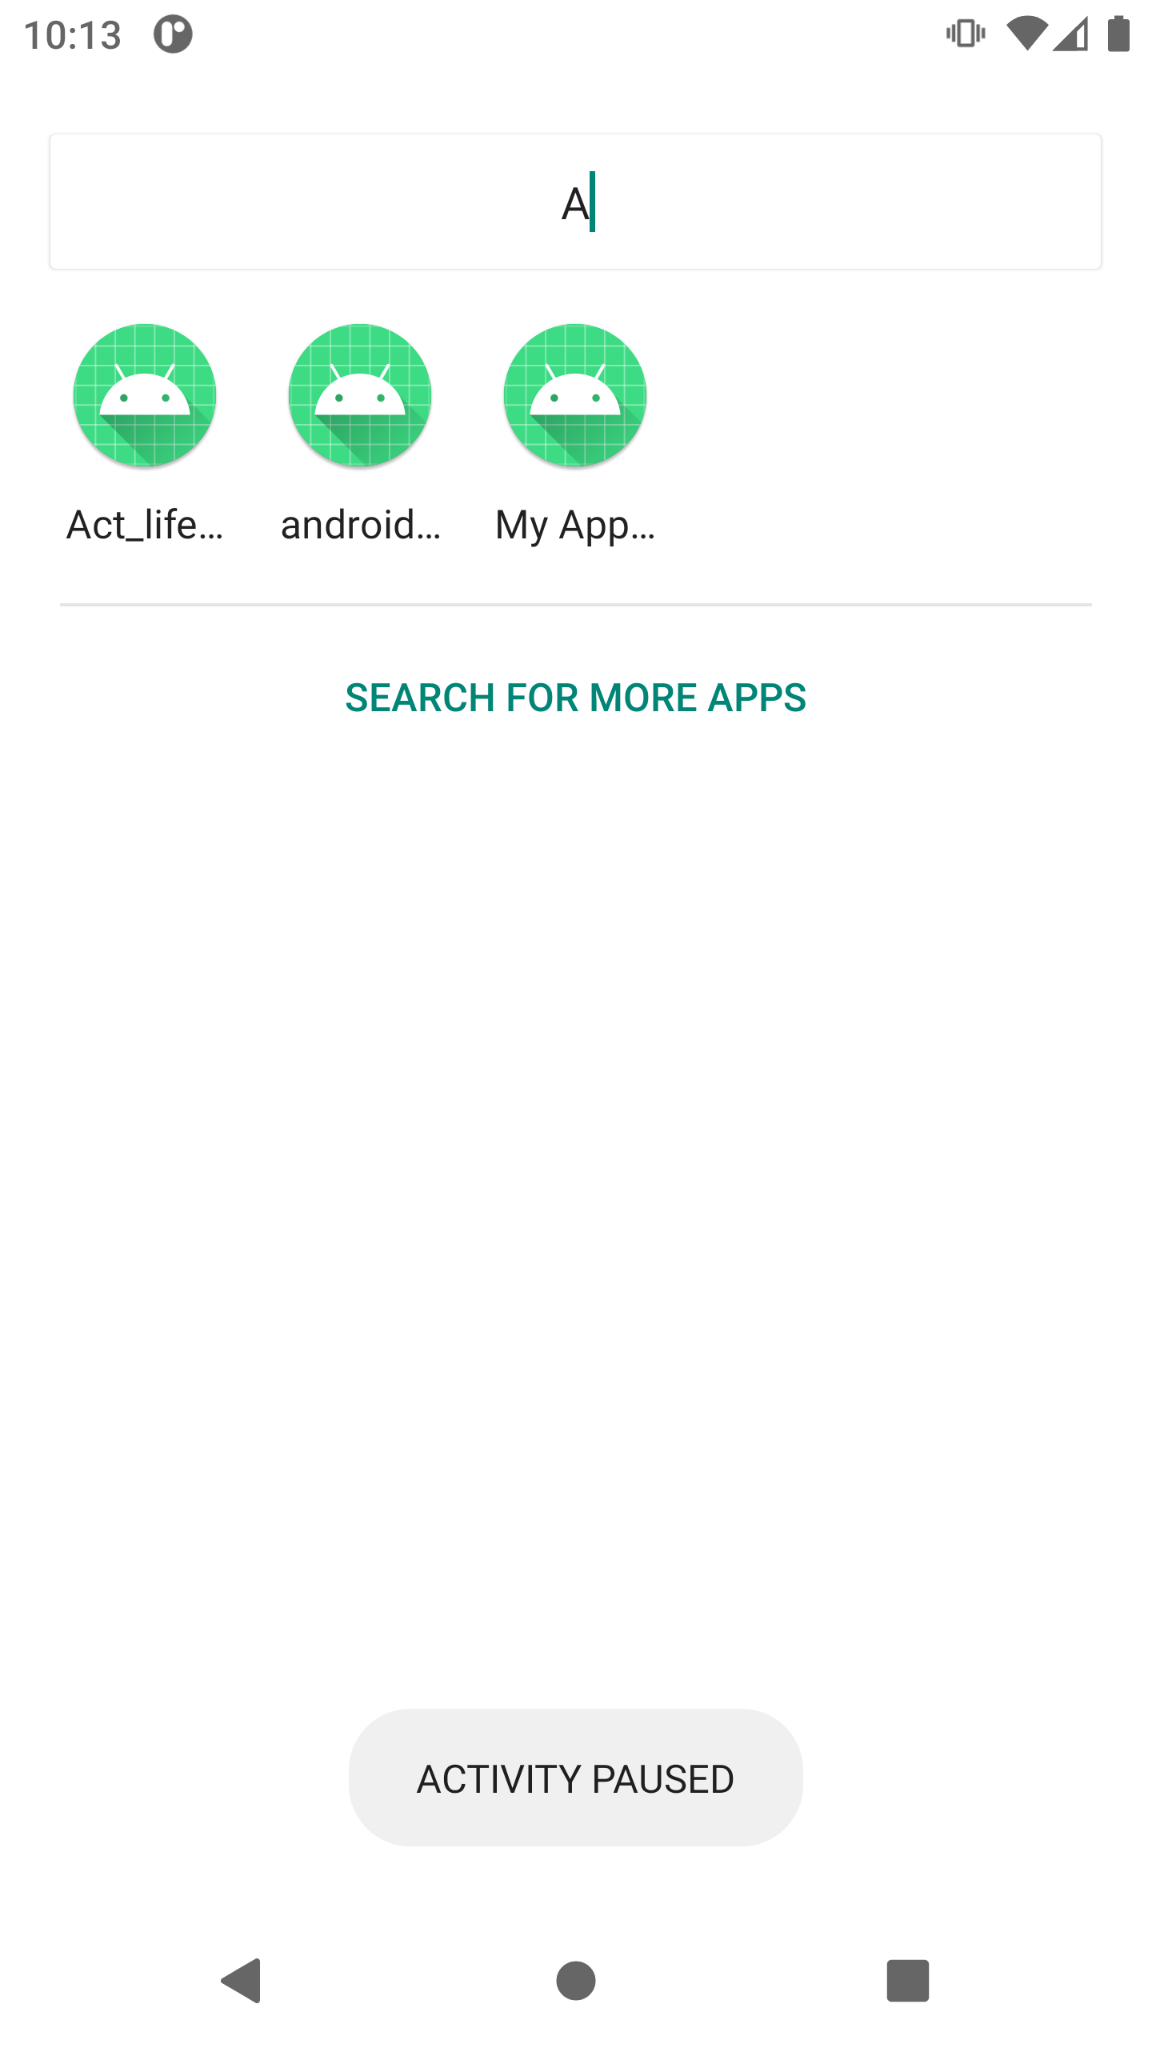 10:13
A
Act_life...
android...
My App...
SEARCH FOR MORE APPS
ACTIVITY PAUSED